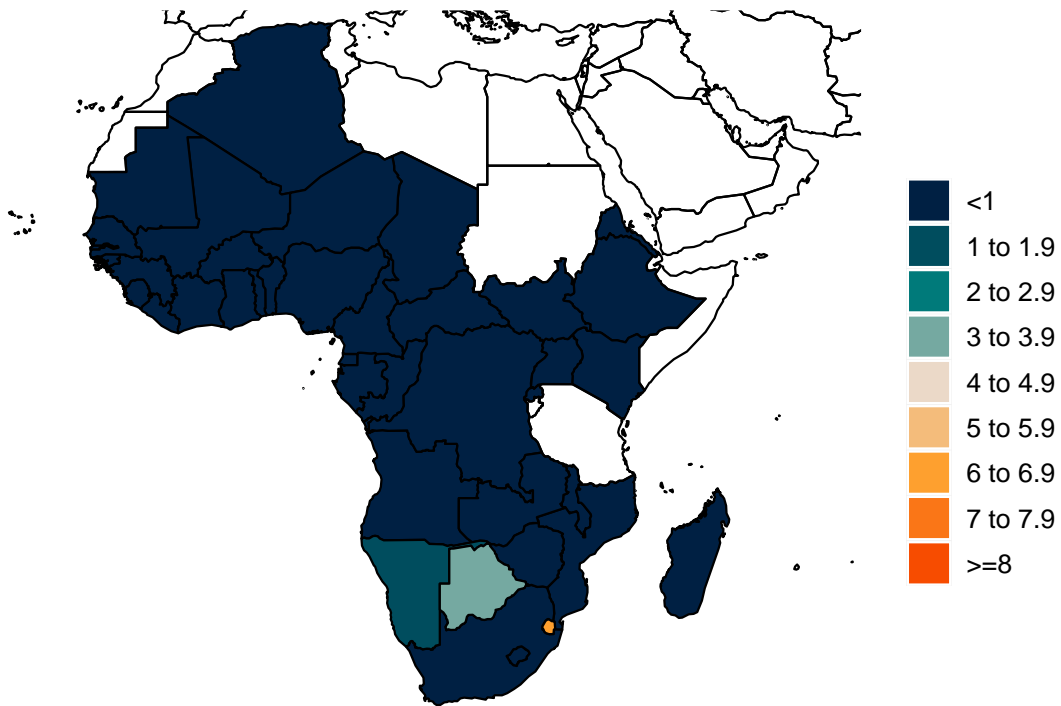 <1
1 to 1.9
2 to 2.9
3 to 3.9
4 to 4.9
5 to 5.9
6 to 6.9
7 to 7.9
>=8